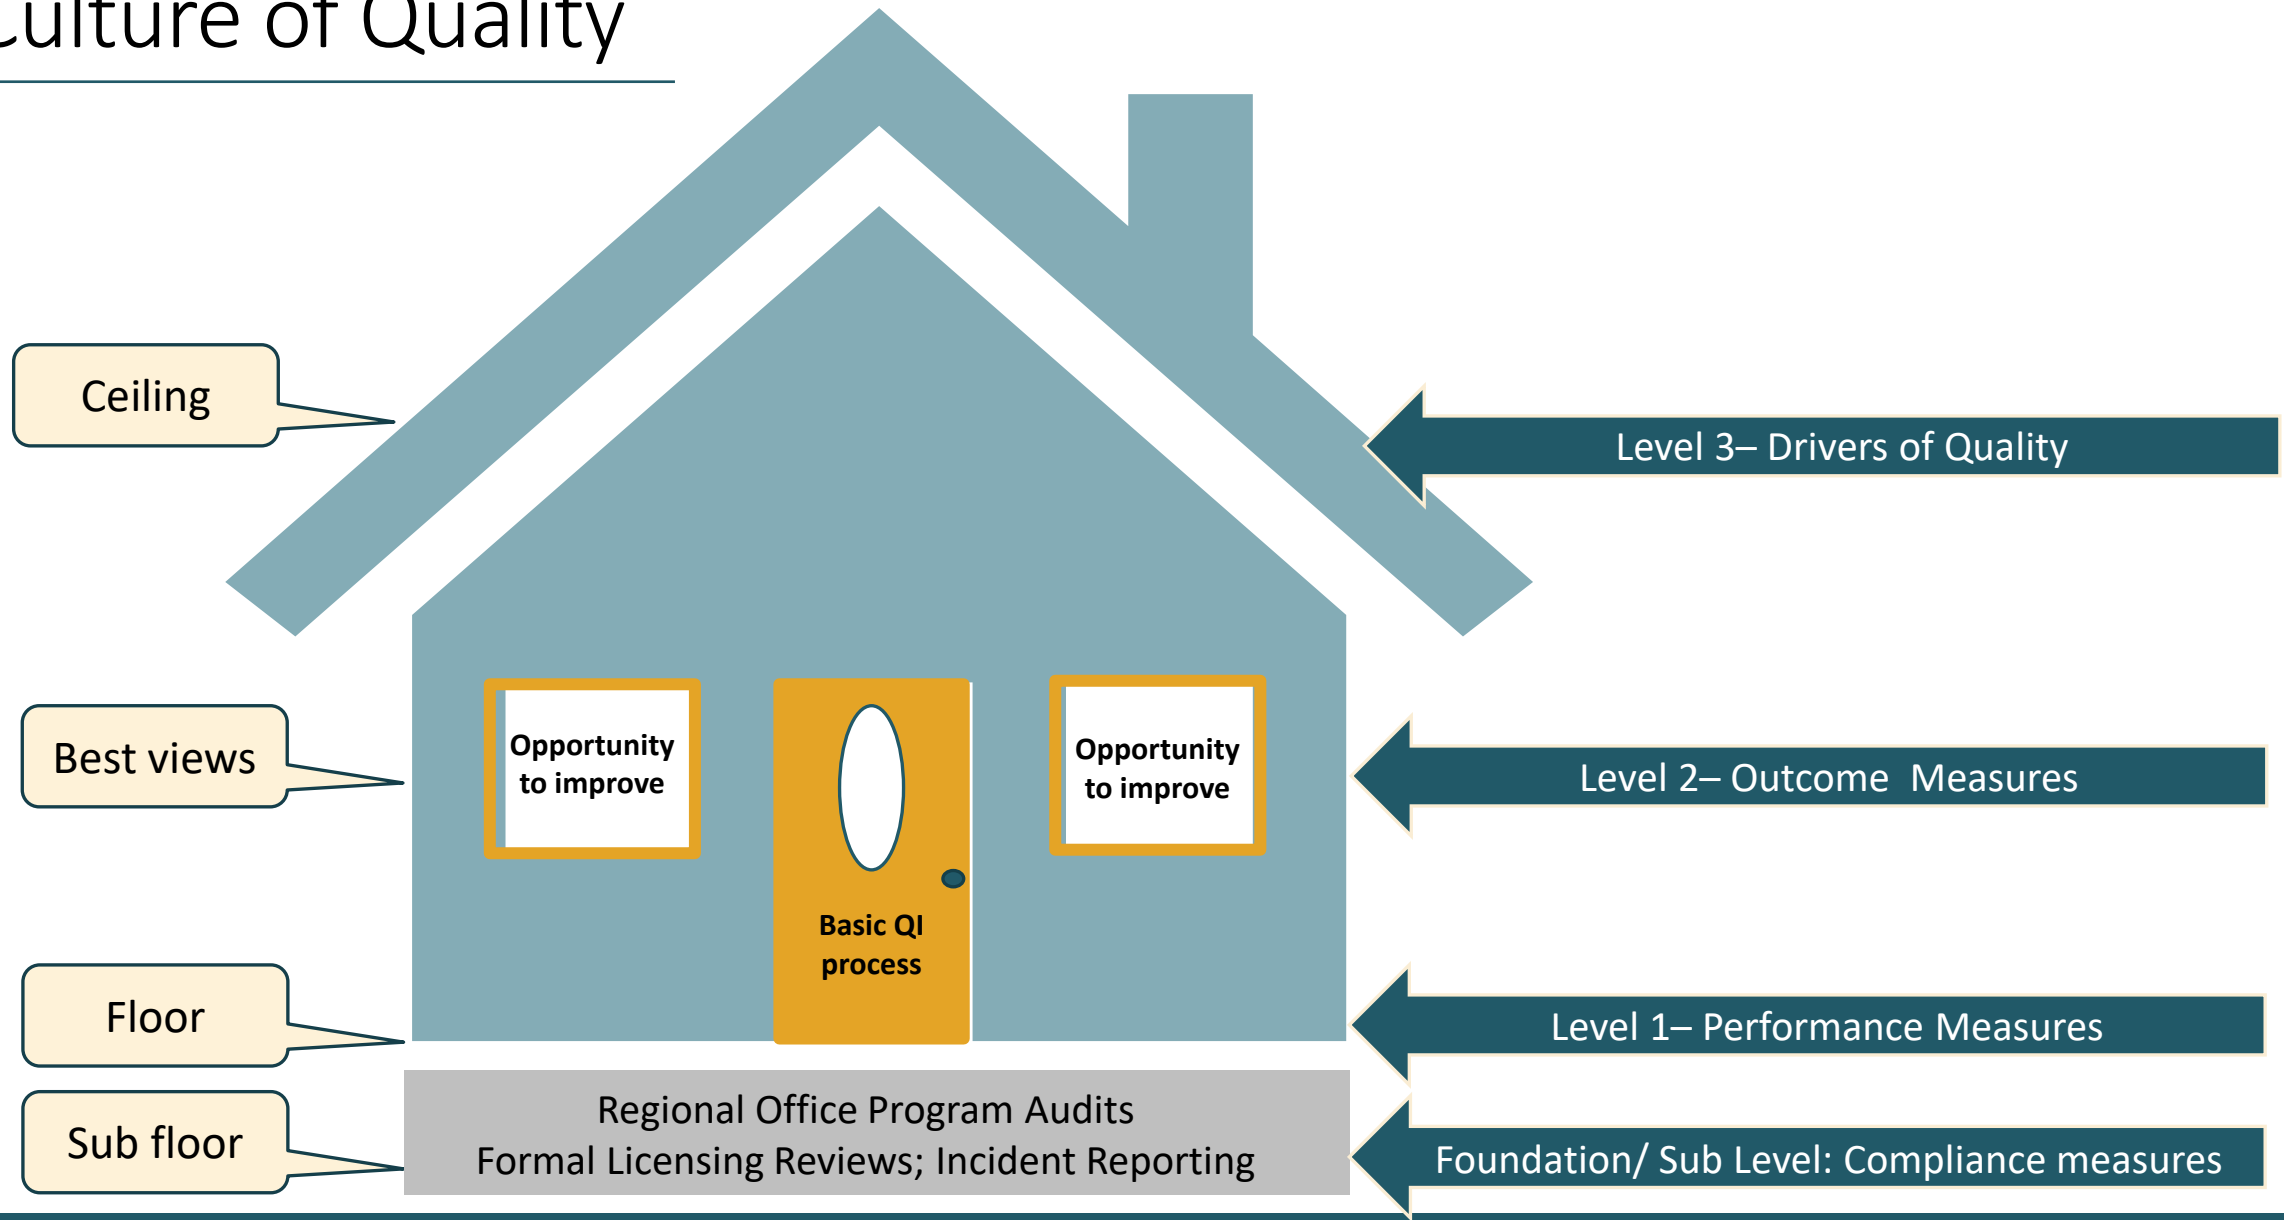 ulture of Quality
Ceiling
Level 3– Drivers of Quality
Best views
Opportunity
to improve
Opportunity
to improve
Level 2– Outcome  Measures
Basic QI
process
Floor
Level 1– Performance Measures
Sub floor
Regional Office Program Audits
Formal Licensing Reviews; Incident Reporting
Foundation/ Sub Level: Compliance measures